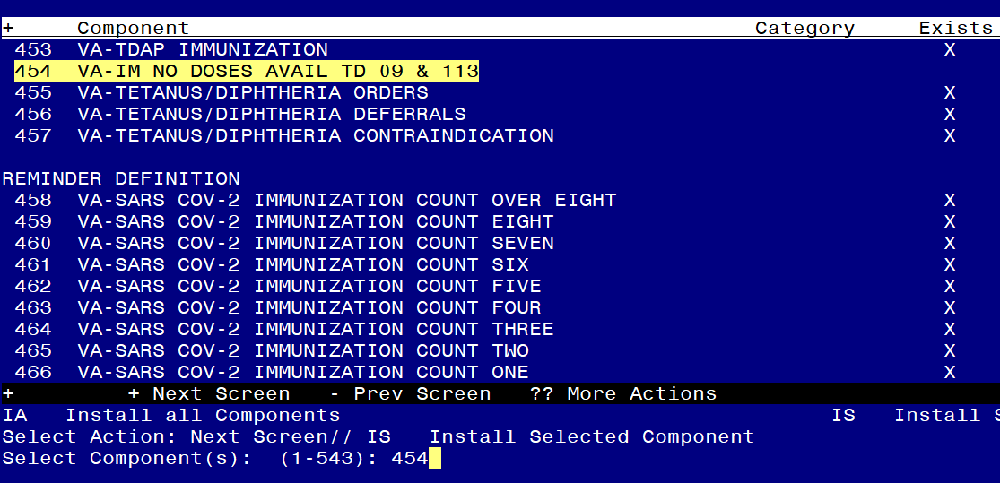 + Component Category Exists
453 VA-TDAP IMMUNIZATION X
454 VA-IM NO DOSES AVAIL TD 09 & 113
455 VA-TETANUS/DIPHTHERIA ORDERS X
456 VA-TETANUS/DIPHTHERIA DEFERRALS X
457 VA-TETANUS/DIPHTHERIA CONTRAINDICATION X
REMINDER DEFINITION
458 VA-SARS COV-2 IMMUNIZATION COUNT OVER EIGHT X
459 VA-SARS COV-2 IMMUNIZATION COUNT EIGHT X
460 VA-SARS COV-2 IMMUNIZATION COUNT SEVEN X
461 VA-SARS COV-2 IMMUNIZATION COUNT SIX X
462 VA-SARS COV-2 IMMUNIZATION COUNT FIVE X
463 VA-SARS COV-2 IMMUNIZATION COUNT FOUR X
464 VA-SARS COV-2 IMMUNIZATION COUNT THREE X
465 VA-SARS COV-2 IMMUNIZATION COUNT TWO X
466 VA-SARS COV-2 IMMUNIZATION COUNT ONE X
+ + Next Screen - Prev Screen ?? More Actions
IA Install all Components IS Install S
Select Action: Next Screen// IS Install Selected Component
Select Component(s): (1-543): 454